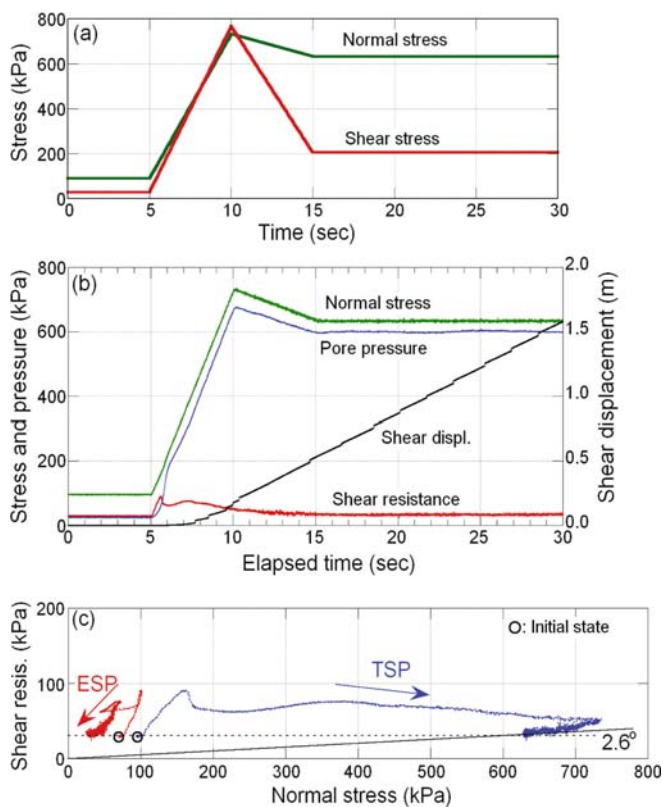 (a)
800
600
400
200
0
Stress (kPa)
Normal stress
Shear stress
0 5 10 15 20 25 30
Time (sec)
(b)
800
600
400
200
0
Stress and pressure (kPa)
2.0
1.5
1.0
0.5
0.0
Shear displacement (m)
Normal stress
Pore pressure
Shear displ.
Shear resistance
0 5 10 15 20 25 30
Elapsed time (sec)
(c)
200
100
0
Shear resis. (kPa)
O: Initial state
ESP
TSP
2.6°
0 100 200 300 400 500 600 700 800
Normal stress (kPa)